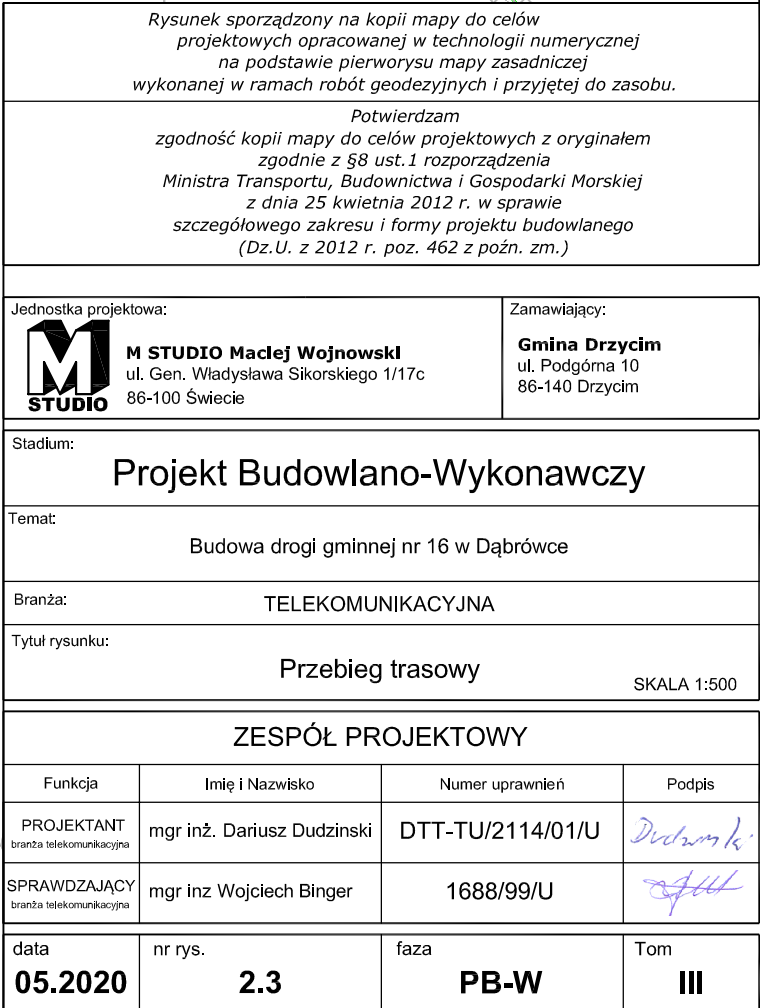 Rysunek sporządzony na kopii mapy do celów
projektowych opracowanej w technologii numerycznej
na podstawie pierworysu mapy zasadniczej
wykonanej w ramach robót geodezyjnych i przyjętej do zasobu.
Potwierdzam
zgodność kopii mapy do celów projektowych z oryginałem
zgodnie z §8 ust.1 rozporządzenia
Ministra Transportu, Budownictwa i Gospodarki Morskiej
z dnia 25 kwietnia 2012 r. w sprawie
szczegółowego zakresu i formy projektu budowlanego
(Dz.U. z 2012 r. poz. 462 z poźn. zm.)
Jednostka projektowa:
M
STUDIO
M STUDIO Maciej Wojnowski
ul. Gen. Władysława Sikorskiego 1/17c
86-100 Świecie
Zamawiający:
Gmina Drzycim
ul. Podgórna 10
86-140 Drzycim
Stadium:
Projekt Budowlano-Wykonawczy
Temat:
Budowa drogi gminnej nr 16 w Dąbrówce
Branża:
TELEKOMUNIKACYJNA
Tytuł rysunku:
Przebieg trasowy
SKALA 1:500
ZESPÓŁ PROJEKTOWY
Funkcja Imię i Nazwisko Numer uprawnień Podpis
PROJEKTANT
branża telekomunikacyjna
mgr inż. Dariusz Dudzinski DTT-TU/2114/01/U
SPRAWDZAJĄCY
branża telekomunikacyjna
mgr inz Wojciech Binger 1688/99/U
data nr rys. faza Tom
05.2020 2.3 PB-W III